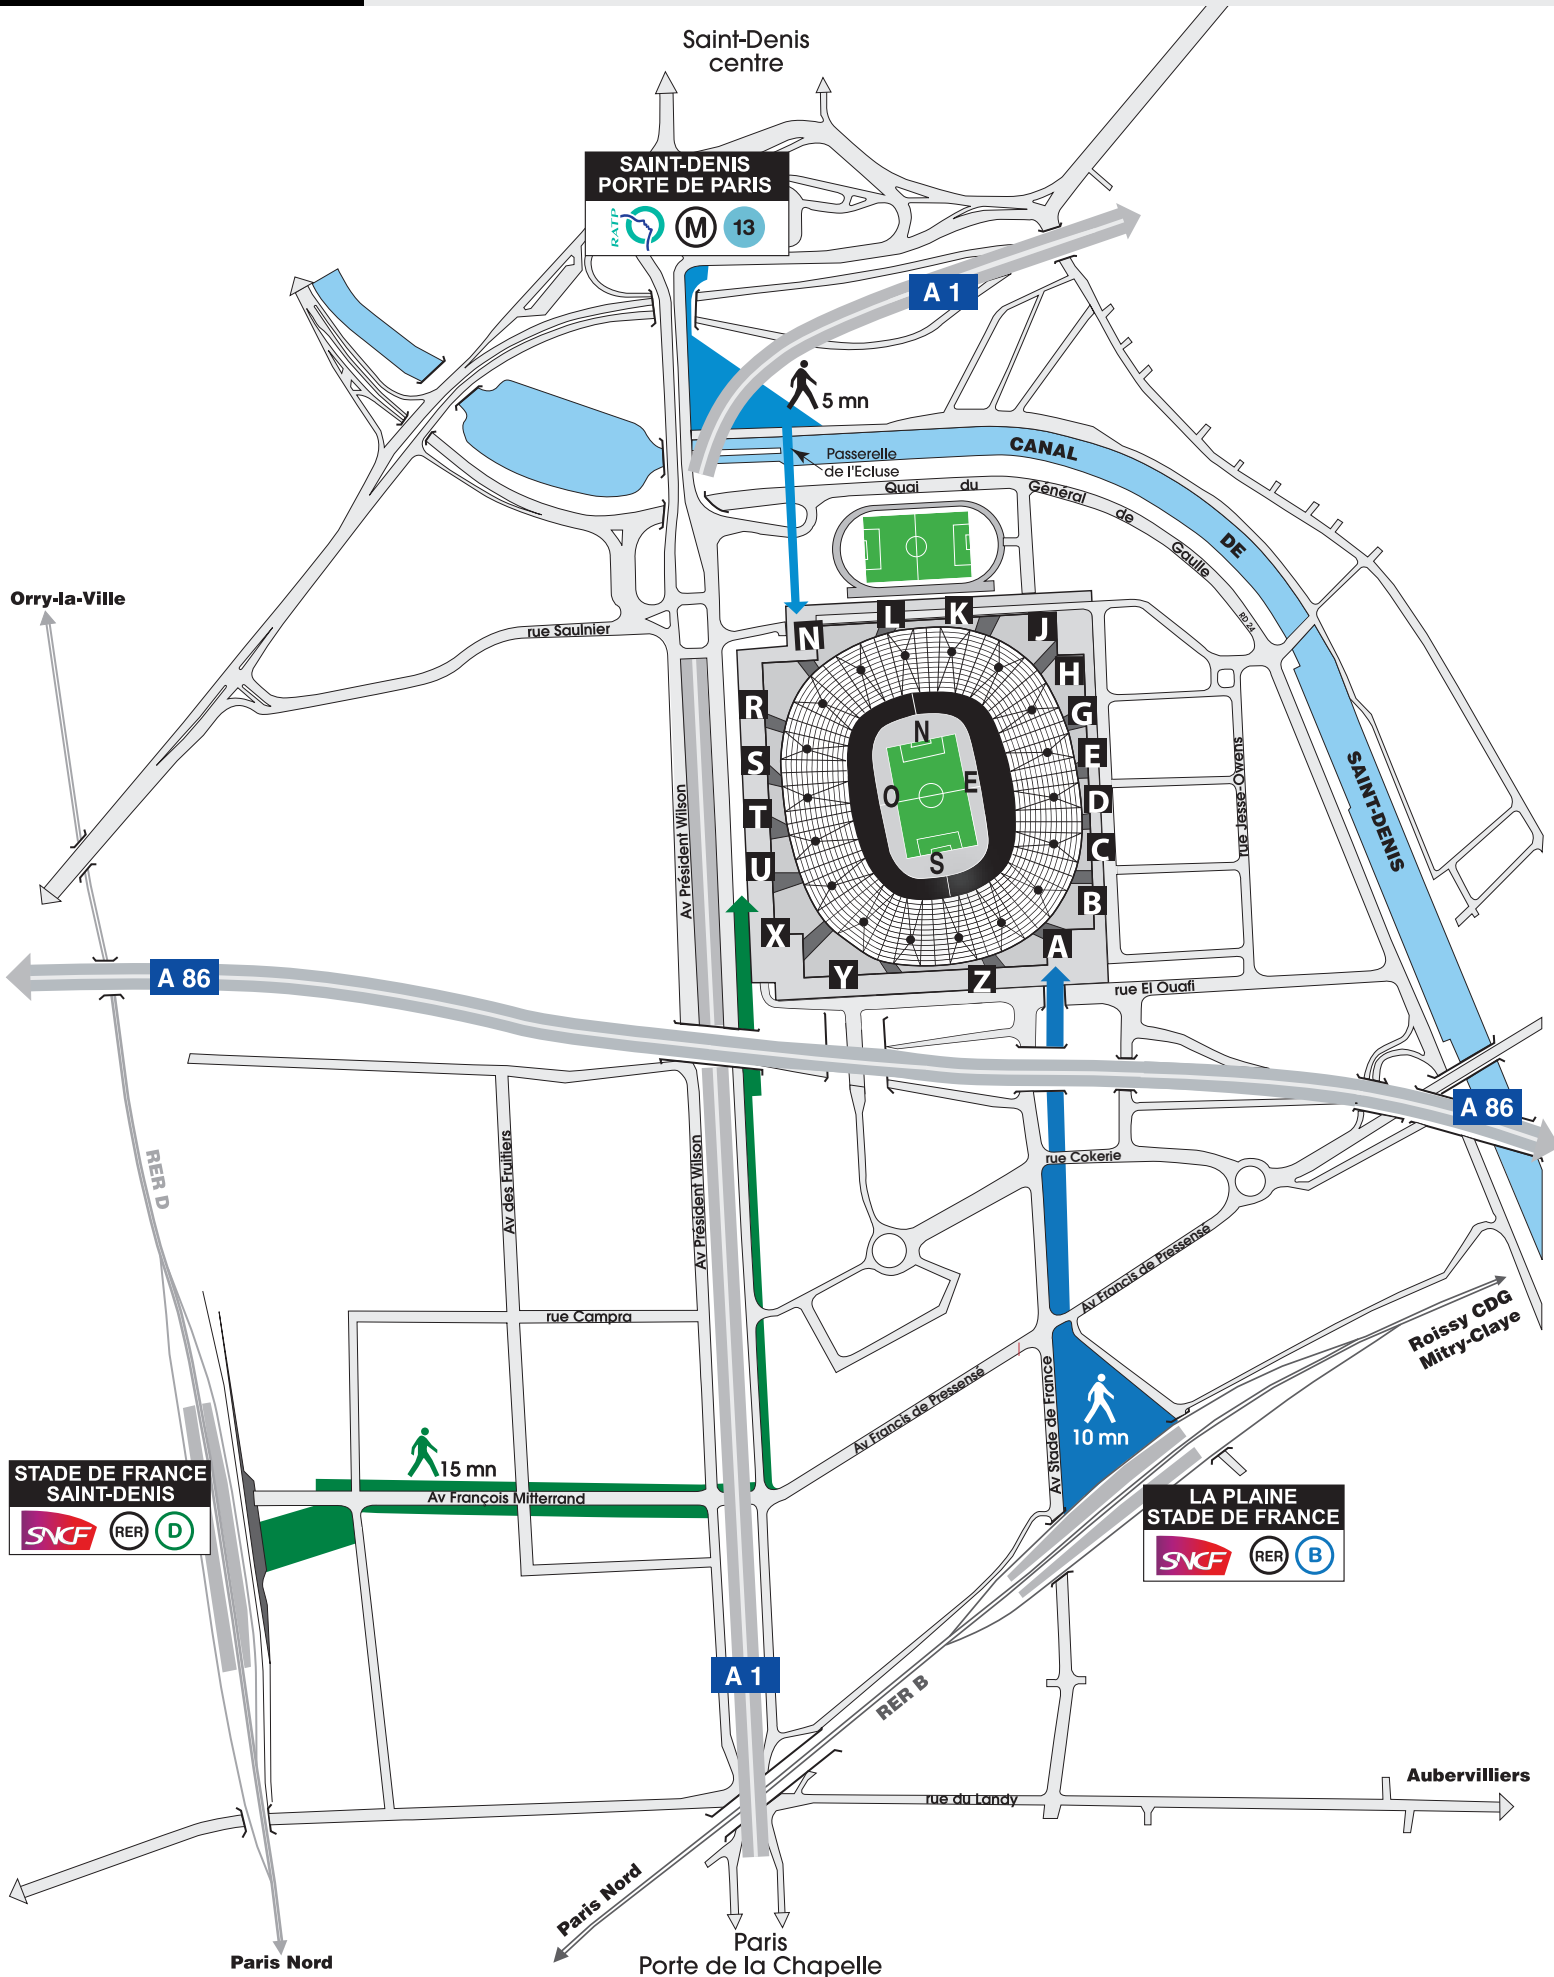 Saint-Denis
centre
SAINT-DENIS
PORTE DE PARIS
RATP
M
13
A 1
5 mn
Passerelle
de l'Ecluse
CANAL
DE
SAINT-DENIS
Quai du Général de Gaulle
RD 24
Orry-la-Ville
rue Saulnier
N
L
K
J
H
G
E
D
C
B
A
Z
Y
X
U
T
S
R
N
E
O
S
Av Président Wilson
rue Jesse-Owens
A 86
rue El Ouafi
A 86
RER D
Av des Fruitiers
Av Président Wilson
rue Cokerie
Av Francis de Pressensé
rue Campra
Roissy CDG
Mitry-Claye
Av Francis de Pressensé
Av Stade de France
10 mn
15 mn
Av François Mitterrand
STADE DE FRANCE
SAINT-DENIS
SNCF
RER
D
LA PLAINE
STADE DE FRANCE
SNCF
RER
B
A 1
RER B
Aubervilliers
rue du Landy
Paris Nord
Paris Nord
Paris
Porte de la Chapelle